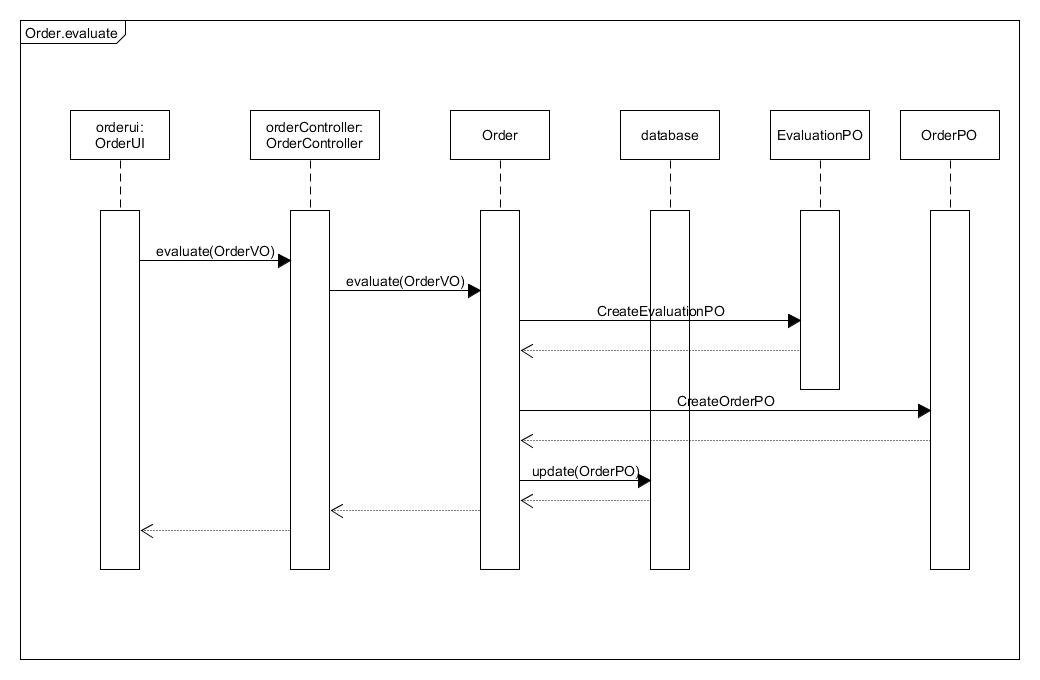 Order.evaluate
orderui:
OrderUI
orderController:
OrderController
Order
database
EvaluationPO
OrderPO
evaluate(OrderVO)
evaluate(OrderVO)
CreateEvaluationPO
CreateOrderPO
update(OrderPO)